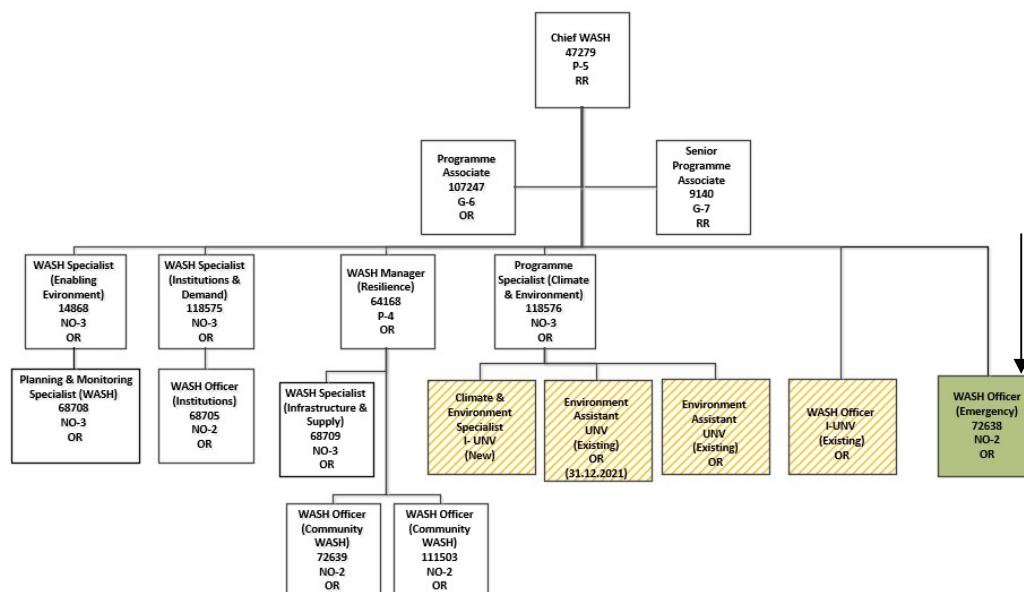 Chief WASH
47279
P-5
RR
Programme
Associate
107247
G-6
OR
Senior
Programme
Associate
9140
G-7
RR
WASH Specialist
(Enabling
Evironment)
14868
NO-3
OR
WASH Specialist
(Institutions &
Demand)
118575
NO-3
OR
WASH Manager
(Resilience)
64168
P-4
OR
Programme
Specialist (Climate
& Environment)
118576
NO-3
OR
Planning & Monitoring
Specialist (WASH)
68708
NO-3
OR
WASH Officer
(Institutions)
68705
NO-2
OR
WASH Specialist
(Infrastructure &
Supply)
68709
NO-3
OR
Climate &
Environment
Specialist
I- UNV
(New)
Environment
Assistant
UNV
(Existing)
OR
(31.12.2021)
Environment
Assistant
UNV
(Existing)
OR
WASH Officer
I-UNV
(Existing)
OR
WASH Officer
(Emergency)
72638
NO-2
OR
WASH Officer
(Community
WASH)
72639
NO-2
OR
WASH Officer
(Community
WASH)
111503
NO-2
OR